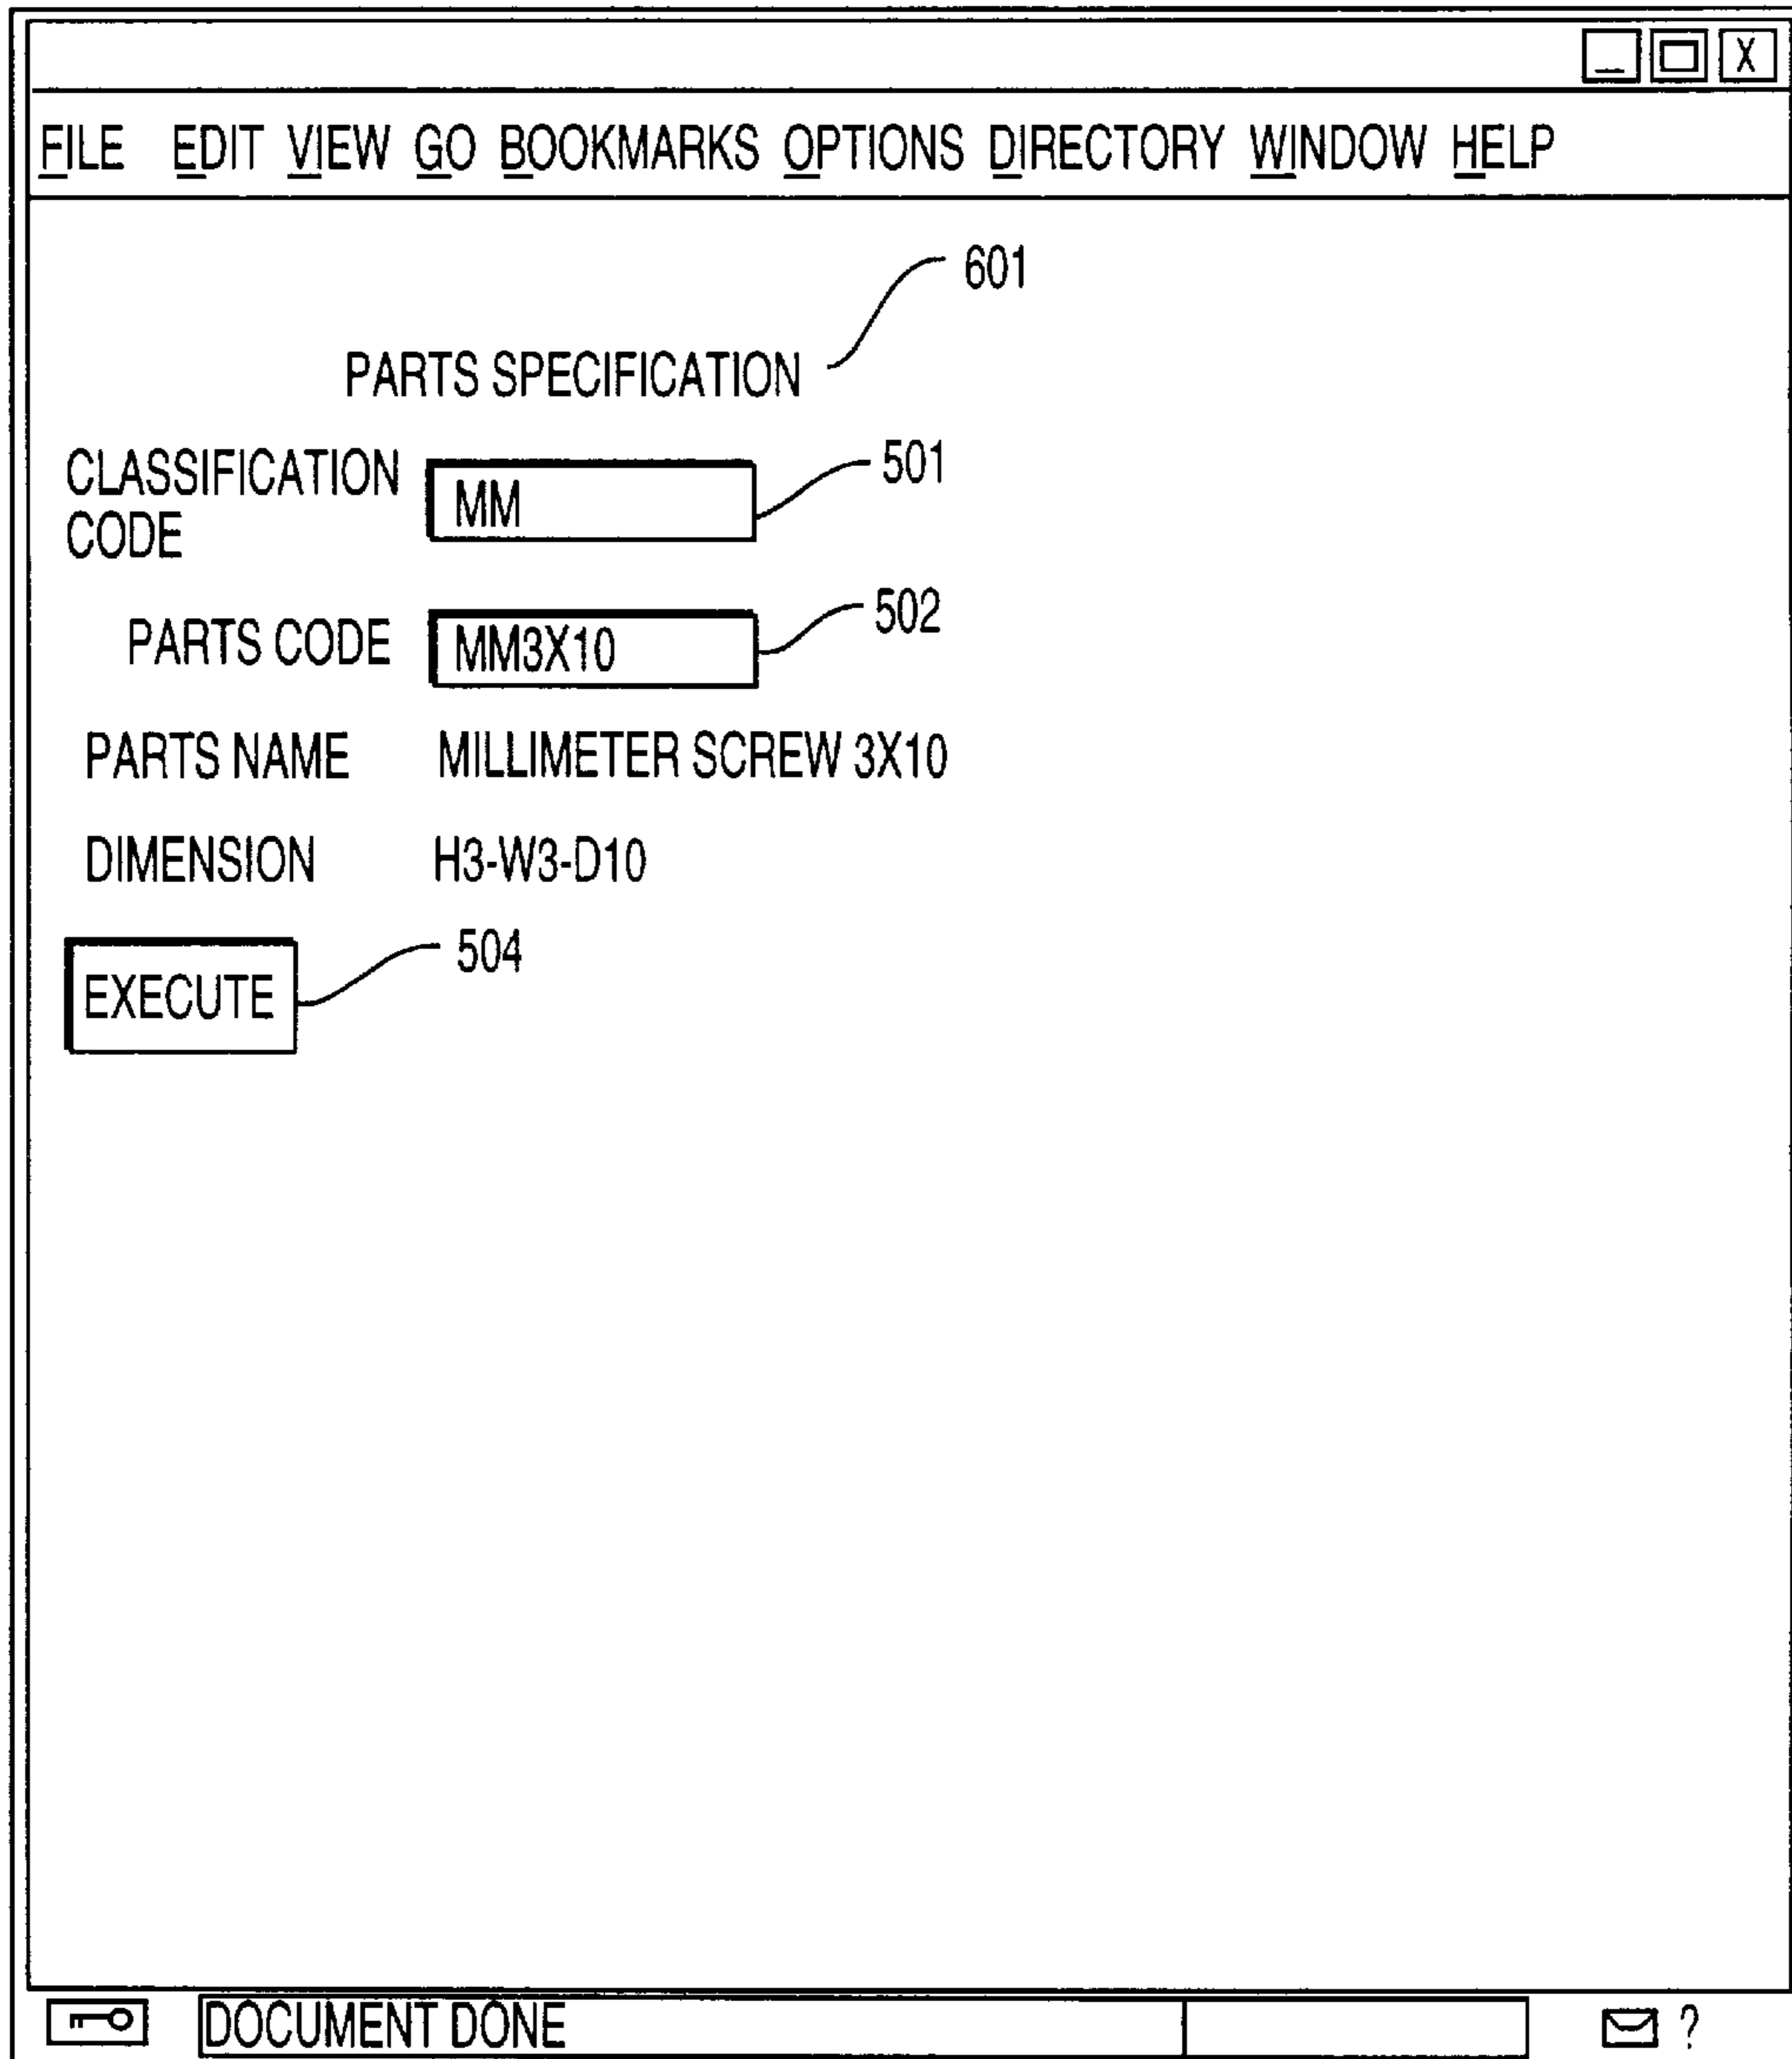 X
FILE EDIT VIEW GO BOOKMARKS OPTIONS DIRECTORY WINDOW HELP
601
PARTS SPECIFICATION
CLASSIFICATION
CODE
MM
501
PARTS CODE
MM3X10
502
PARTS NAME MILLIMETER SCREW 3X10
DIMENSION H3-W3-D10
EXECUTE
504
DOCUMENT DONE
?